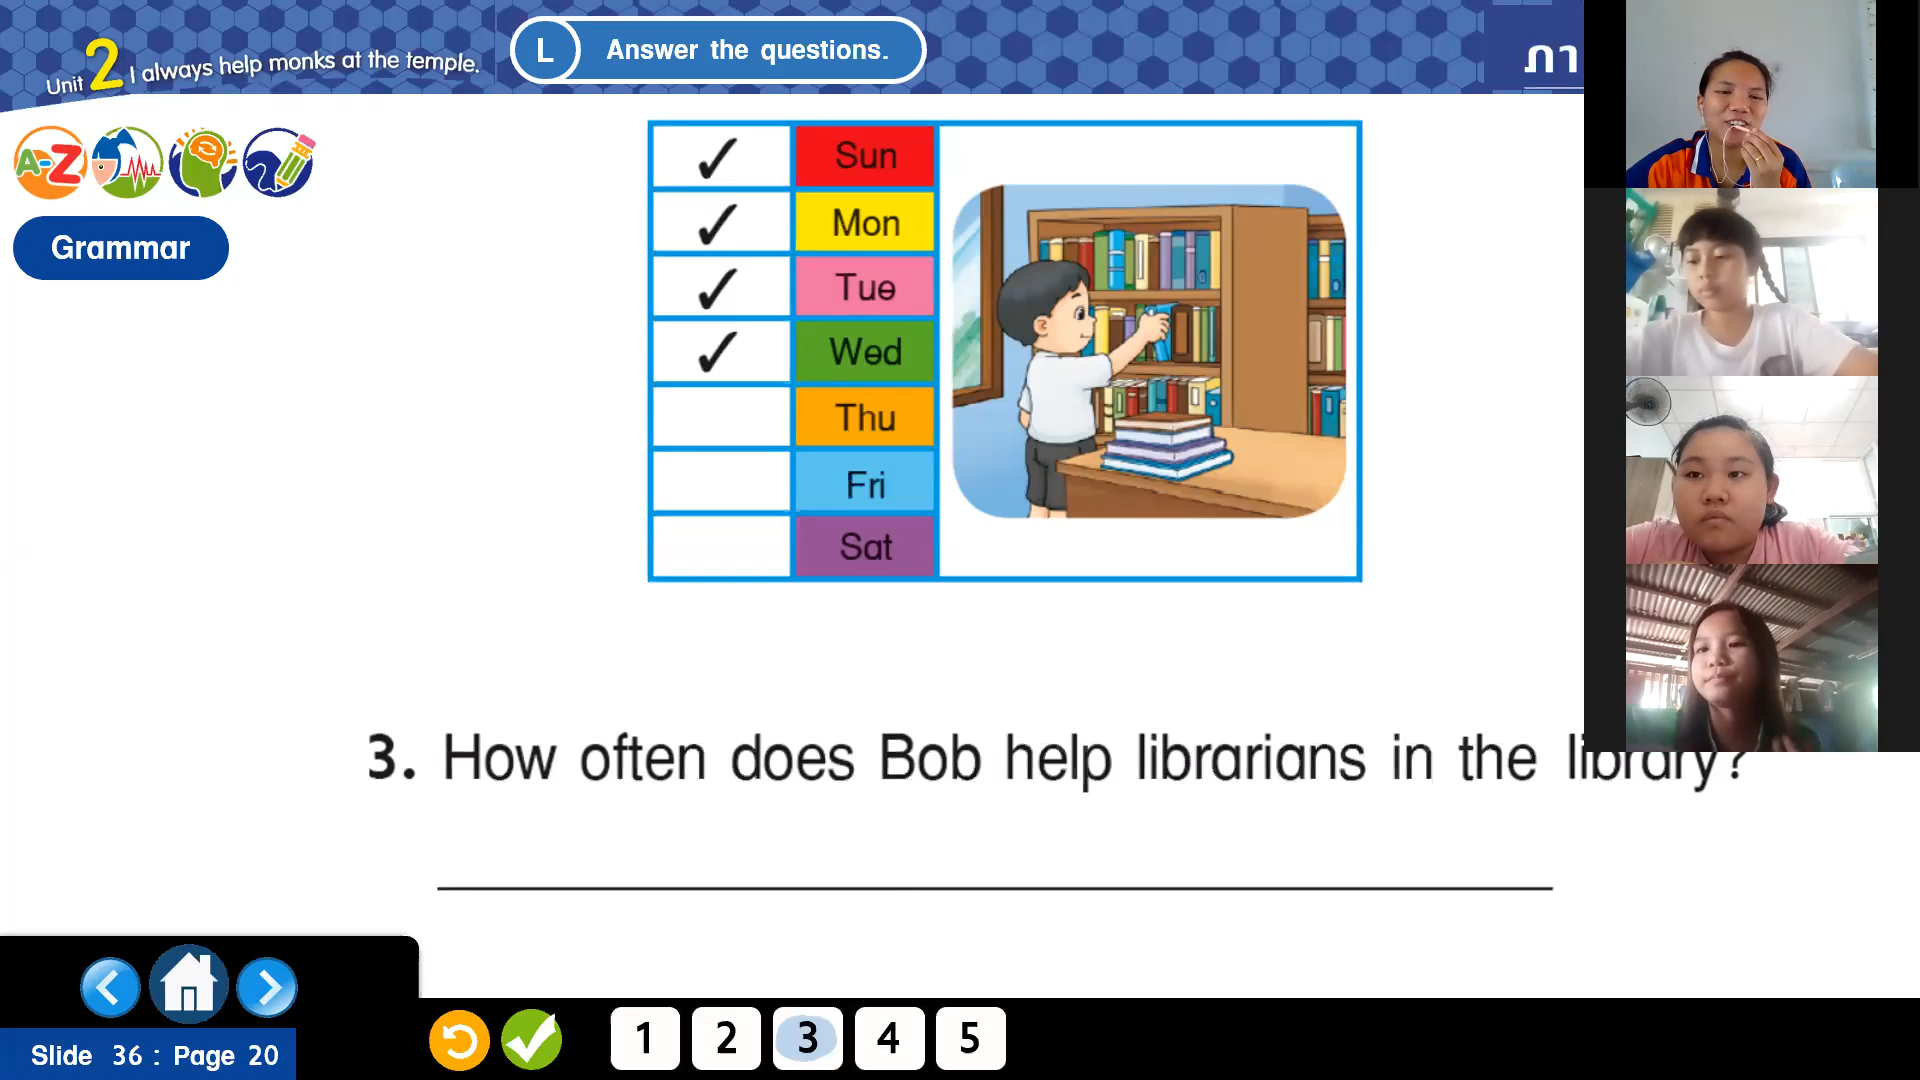 Unit 2 I always help monks at the temple.
L Answer the questions.
ภา
A-Z
Grammar
✓ Sun
✓ Mon
✓ Tue
✓ Wed
Thu
Fri
Sat
3. How often does Bob help librarians in the library?
Slide 36 : Page 20
1 2 3 4 5